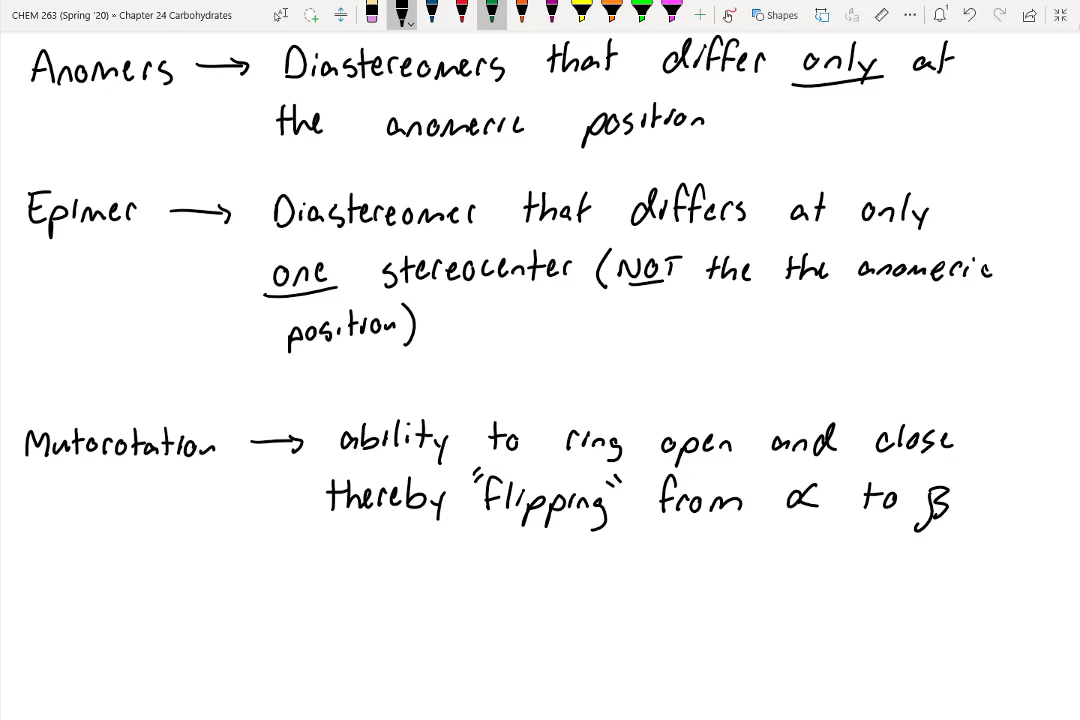 CHEM 263 (Spring '20) » Chapter 24 Carbohydrates
Shapes
Anomers → Diastereomers that differ only at
the anomeric position
Epimer → Diastereomer that differs at only
one stereocenter (NOT the the anomeric
position)
Mutorotation → ability to ring open and close
thereby "flipping" from α to β